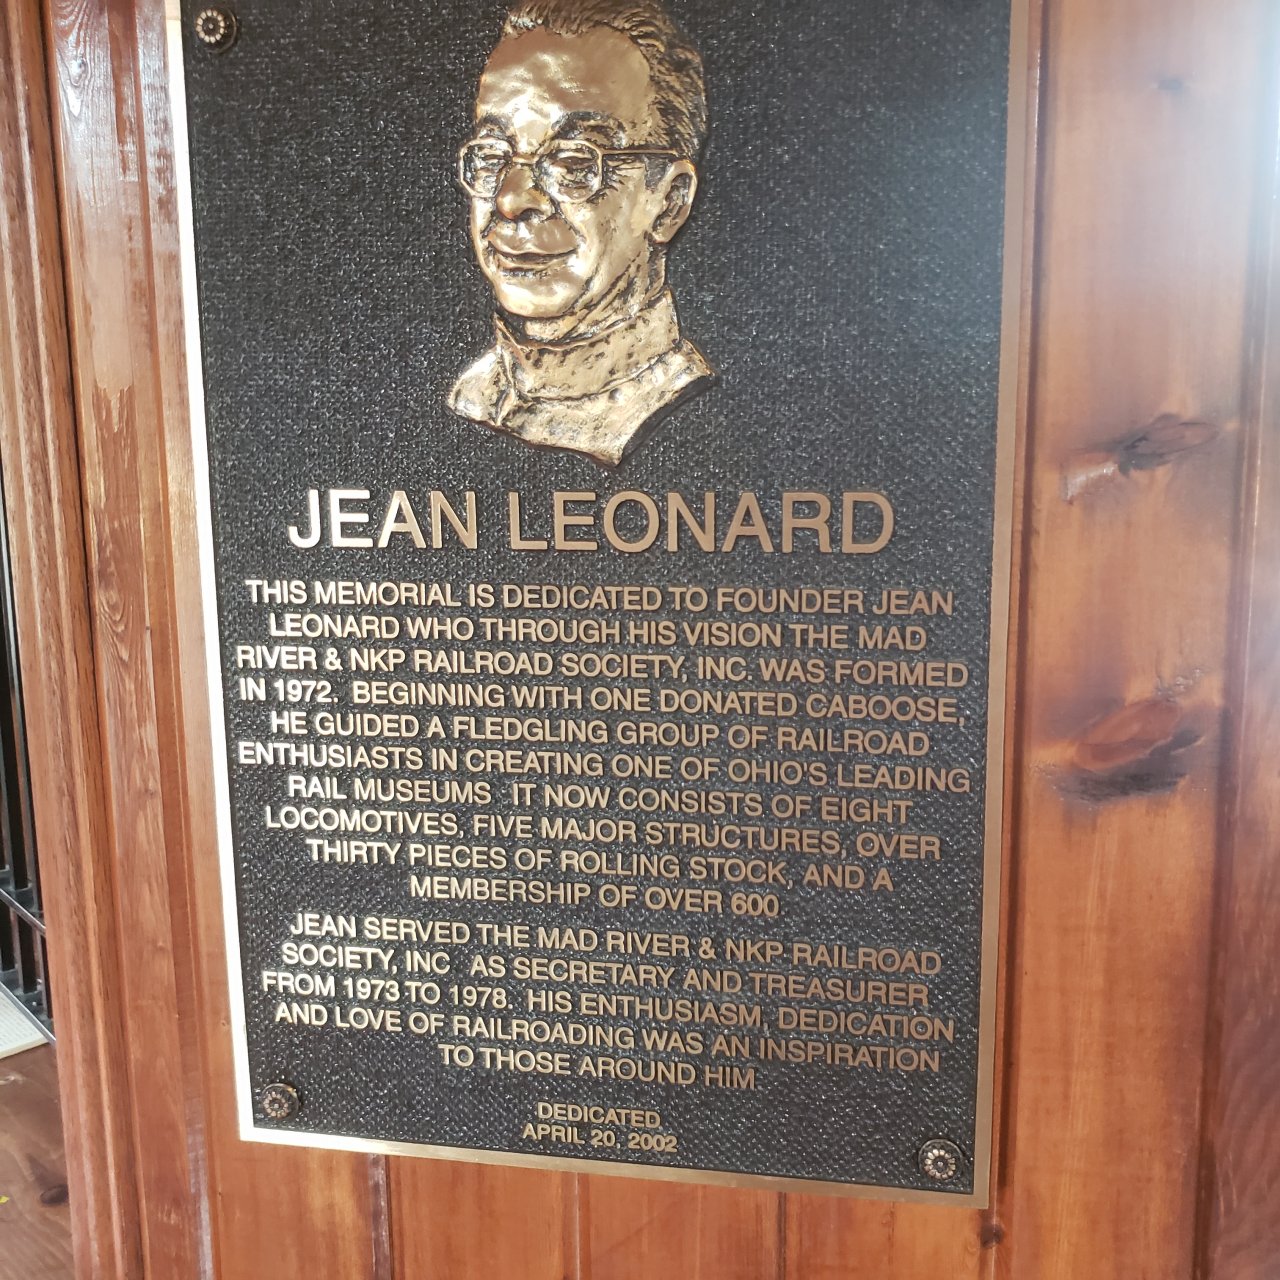 JEAN LEONARD
THIS MEMORIAL IS DEDICATED TO FOUNDER JEAN
LEONARD WHO THROUGH HIS VISION THE MAD
RIVER & NKP RAILROAD SOCIETY, INC. WAS FORMED
IN 1972. BEGINNING WITH ONE DONATED CABOOSE,
HE GUIDED A FLEDGLING GROUP OF RAILROAD
ENTHUSIASTS IN CREATING ONE OF OHIO'S LEADING
RAIL MUSEUMS IT NOW CONSISTS OF EIGHT
LOCOMOTIVES, FIVE MAJOR STRUCTURES, OVER
THIRTY PIECES OF ROLLING STOCK, AND A
MEMBERSHIP OF OVER 600.
JEAN SERVED THE MAD RIVER & NKP RAILROAD
SOCIETY, INC AS SECRETARY AND TREASURER
FROM 1973 TO 1978. HIS ENTHUSIASM, DEDICATION
AND LOVE OF RAILROADING WAS AN INSPIRATION
TO THOSE AROUND HIM.
DEDICATED
APRIL 20, 2002